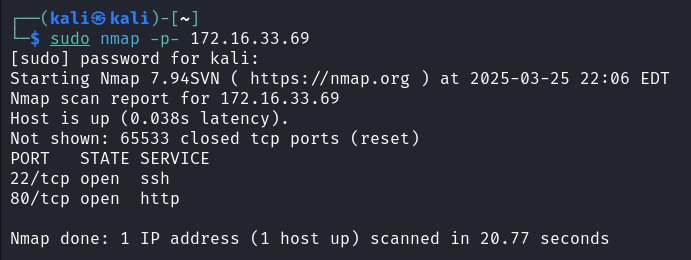 ┌──(kali㉿kali)-[~]
└─$ sudo nmap -p- 172.16.33.69
[sudo] password for kali:
Starting Nmap 7.94SVN ( https://nmap.org ) at 2025-03-25 22:06 EDT
Nmap scan report for 172.16.33.69
Host is up (0.038s latency).
Not shown: 65533 closed tcp ports (reset)
PORT   STATE SERVICE
22/tcp open  ssh
80/tcp open  http
Nmap done: 1 IP address (1 host up) scanned in 20.77 seconds